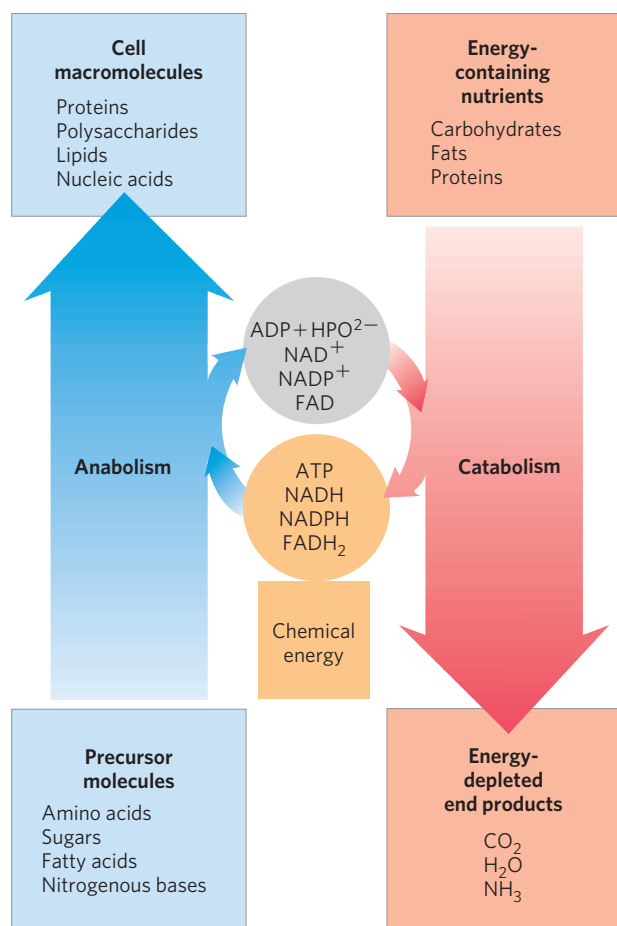 Cell
macromolecules
Proteins
Polysaccharides
Lipids
Nucleic acids
Energy-
containing
nutrients
Carbohydrates
Fats
Proteins
ADP+HPO²⁻
NAD⁺
NADP⁺
FAD
Anabolism
Catabolism
ATP
NADH
NADPH
FADH₂
Chemical
energy
Precursor
molecules
Amino acids
Sugars
Fatty acids
Nitrogenous bases
Energy-
depleted
end products
CO₂
H₂O
NH₃